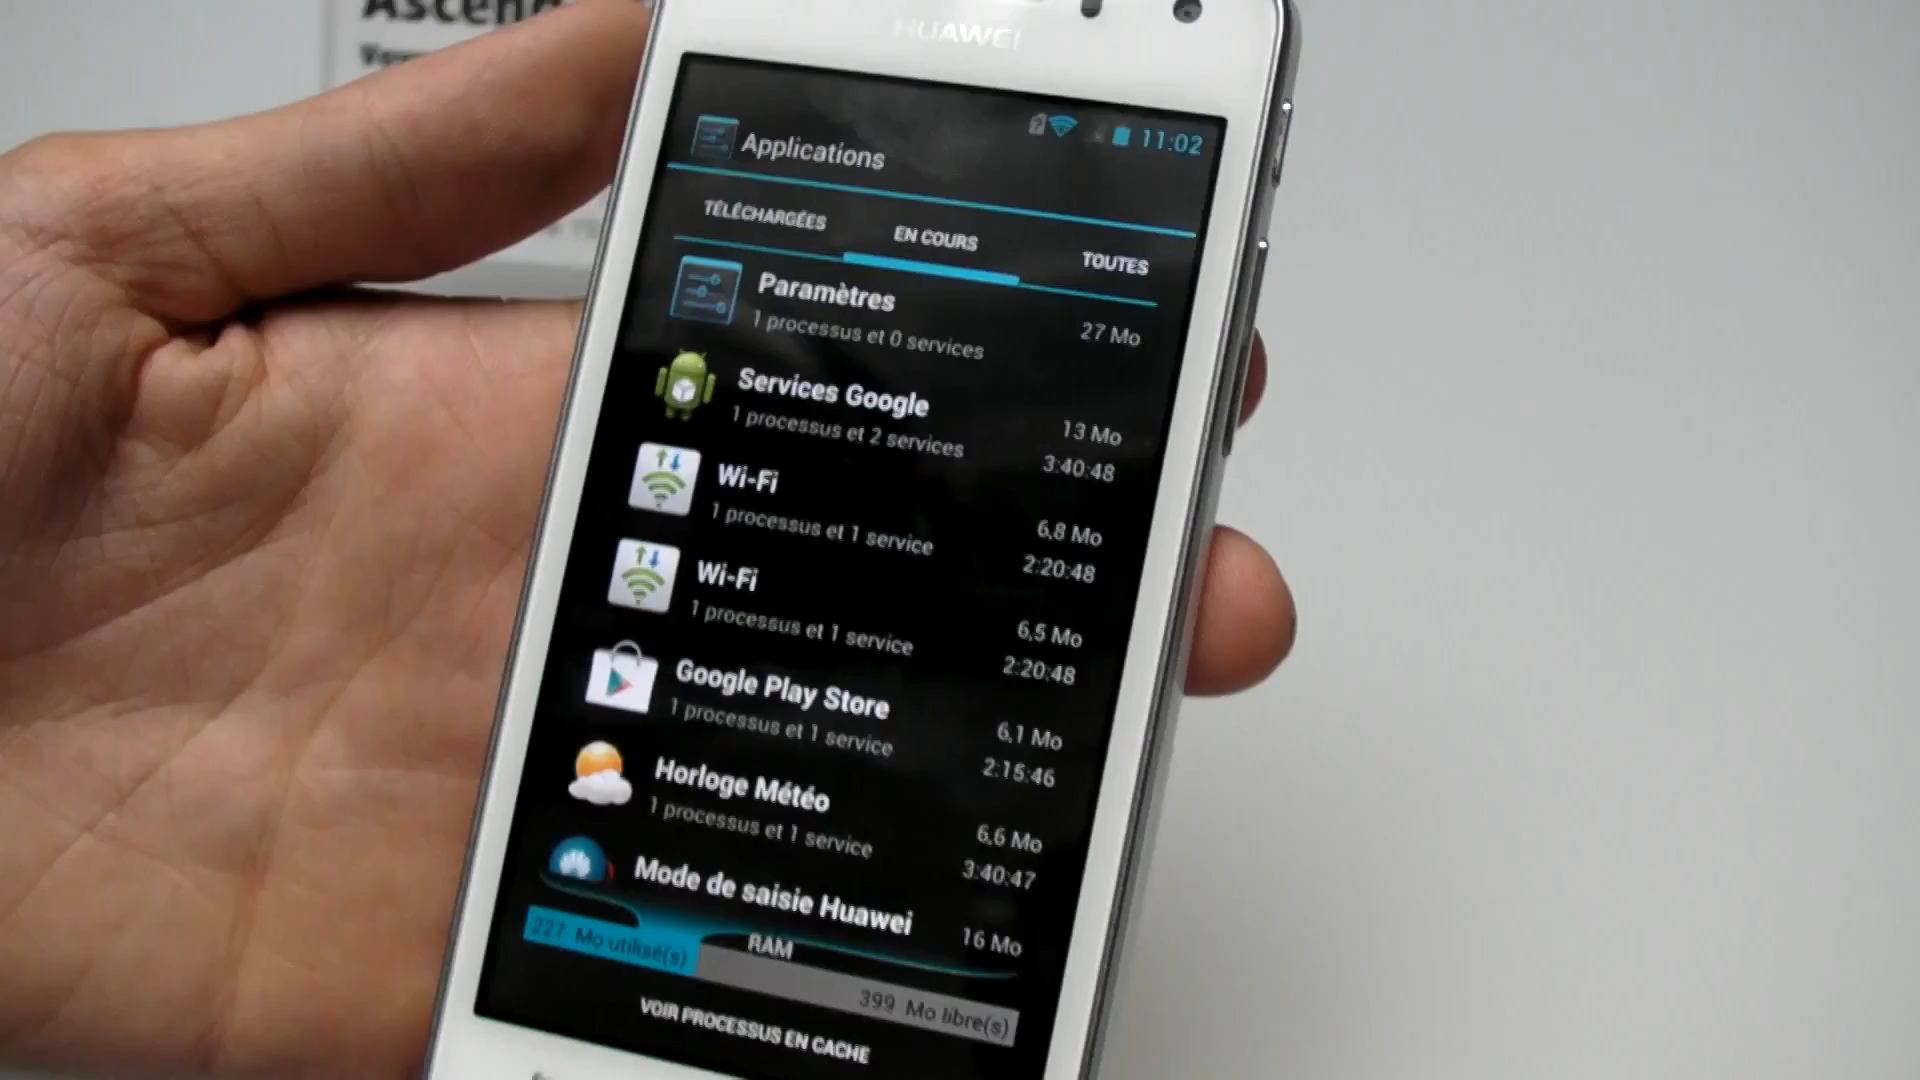 Ascend
HUAWEI
11:02
Applications
TÉLÉCHARGÉES
EN COURS
TOUTES
Paramètres
1 processus et 0 services
27 Mo
Services Google
1 processus et 2 services
13 Mo
3:40:48
Wi-Fi
1 processus et 1 service
6,8 Mo
2:20:48
Wi-Fi
1 processus et 1 service
6,5 Mo
2:20:48
Google Play Store
1 processus et 1 service
6,1 Mo
2:15:46
Horloge Météo
1 processus et 1 service
6,6 Mo
3:40:47
Mode de saisie Huawei
16 Mo
RAM
227 Mo utilisé(s)
399 Mo libre(s)
VOIR PROCESSUS EN CACHE